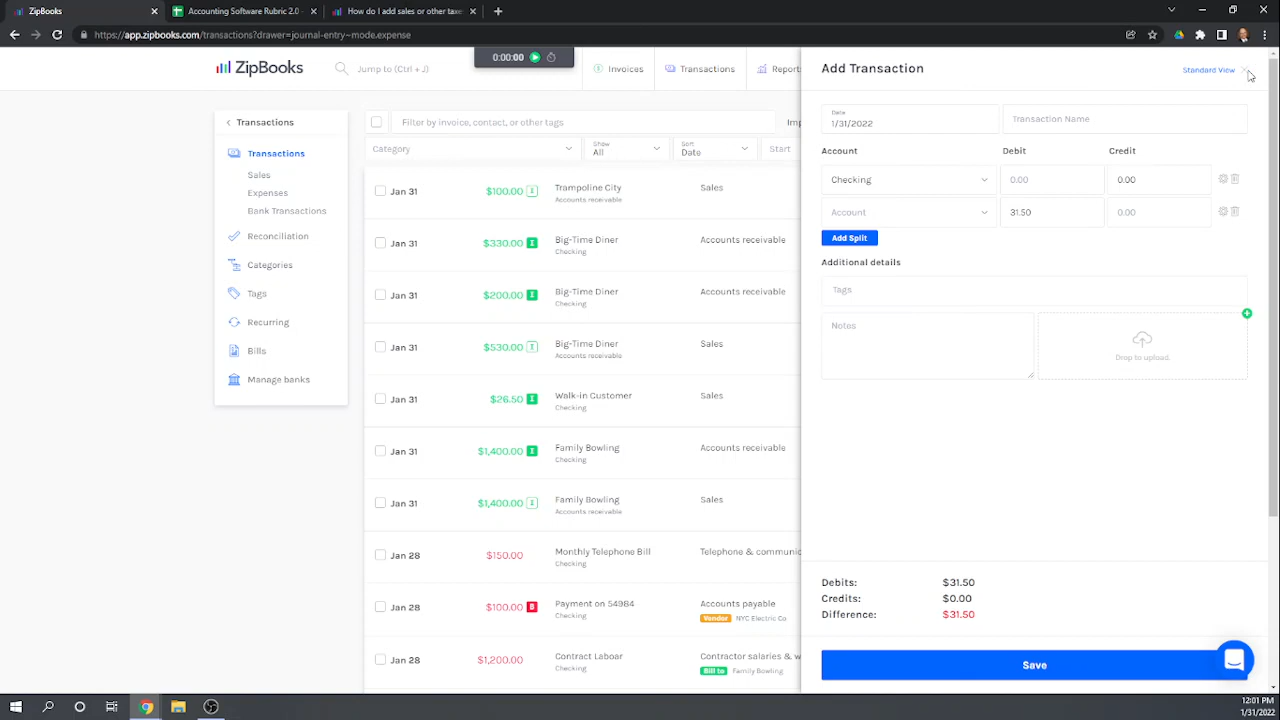 ZipBooks
Accounting Software Rubric 2.0 -
How do I add sales or other taxe
https://app.zipbooks.com/transactions?drawer=journal-entry~mode.expense
0:00:00
ZipBooks
Jump to (Ctrl + J)
Invoices
Transactions
Report
Transactions
Transactions
Sales
Expenses
Bank Transactions
Reconciliation
Categories
Tags
Recurring
Bills
Manage banks
Filter by invoice, contact, or other tags
Category
Show
All
Sort
Date
Start
Jan 31 $100.00 I Trampoline City Sales
Accounts receivable
Jan 31 $330.00 I Big-Time Diner Accounts receivable
Checking
Jan 31 $200.00 I Big-Time Diner Accounts receivable
Checking
Jan 31 $530.00 I Big-Time Diner Sales
Accounts receivable
Jan 31 $26.50 I Walk-in Customer Sales
Checking
Jan 31 $1,400.00 I Family Bowling Accounts receivable
Checking
Jan 31 $1,400.00 I Family Bowling Sales
Accounts receivable
Jan 28 $150.00 Monthly Telephone Bill Telephone & communic
Checking
Jan 28 $100.00 B Payment on 54984 Accounts payable
Checking Vendor NYC Electric Co
Jan 28 $1,200.00 Contract Laboar Contractor salaries & w
Checking Bill to Family Bowling
Add Transaction
Standard View
Date
1/31/2022
Transaction Name
Account Debit Credit
Checking 0.00 0.00
Account 31.50 0.00
Add Split
Additional details
Tags
Notes
Drop to upload.
Debits: $31.50
Credits: $0.00
Difference: $31.50
Save
12:01 PM
1/31/2022